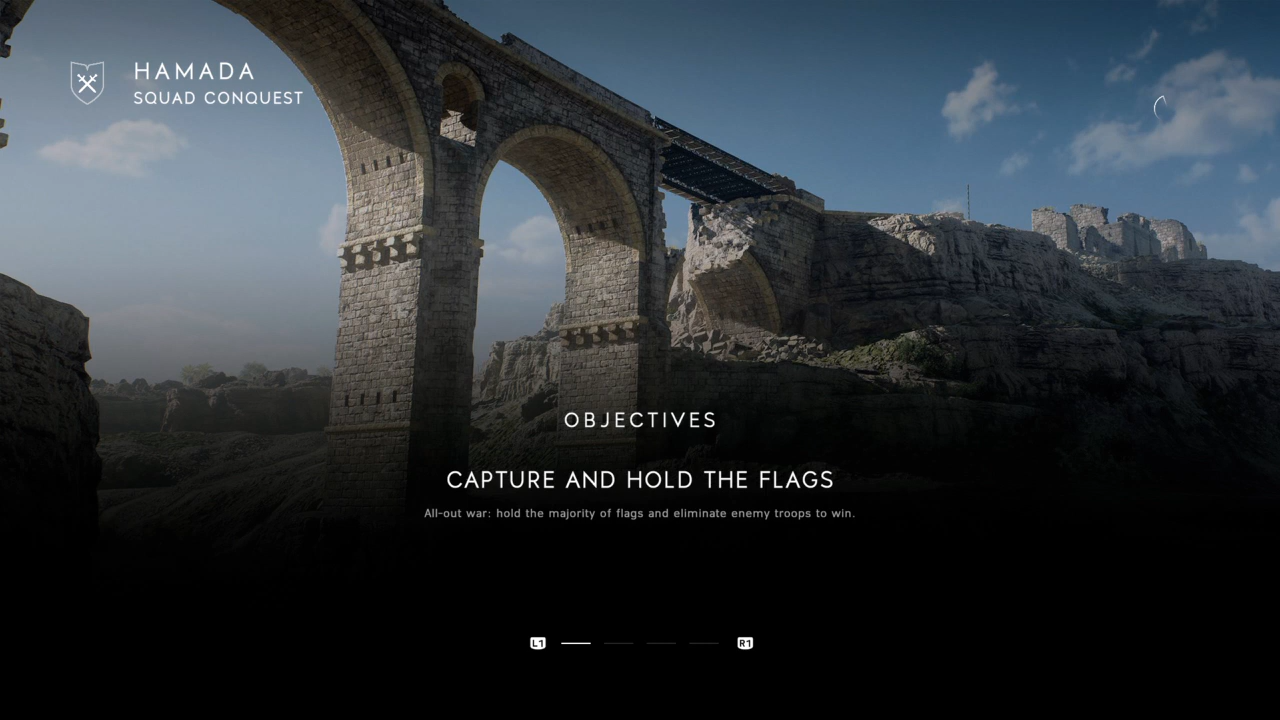 HAMADA
SQUAD CONQUEST
OBJECTIVES
CAPTURE AND HOLD THE FLAGS
All-out war: hold the majority of flags and eliminate enemy troops to win.
L1 R1